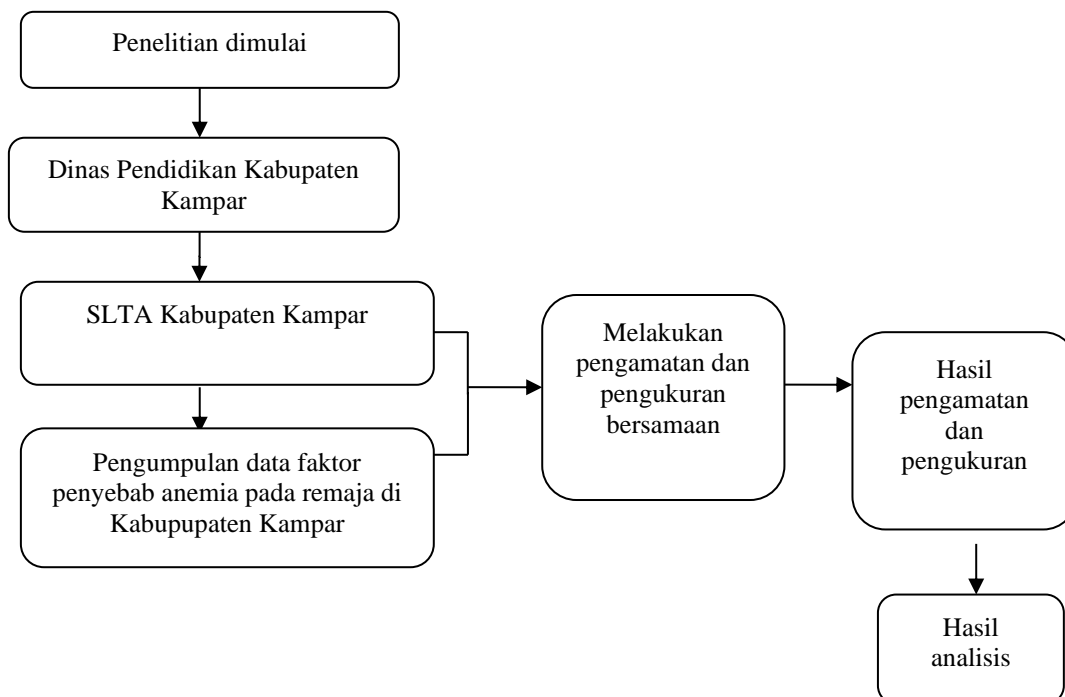 Penelitian dimulai
Dinas Pendidikan Kabupaten
Kampar
SLTA Kabupaten Kampar
Pengumpulan data faktor
penyebab anemia pada remaja di
Kabupupaten Kampar
Melakukan
pengamatan dan
pengukuran
bersamaan
Hasil
pengamatan
dan
pengukuran
Hasil
analisis